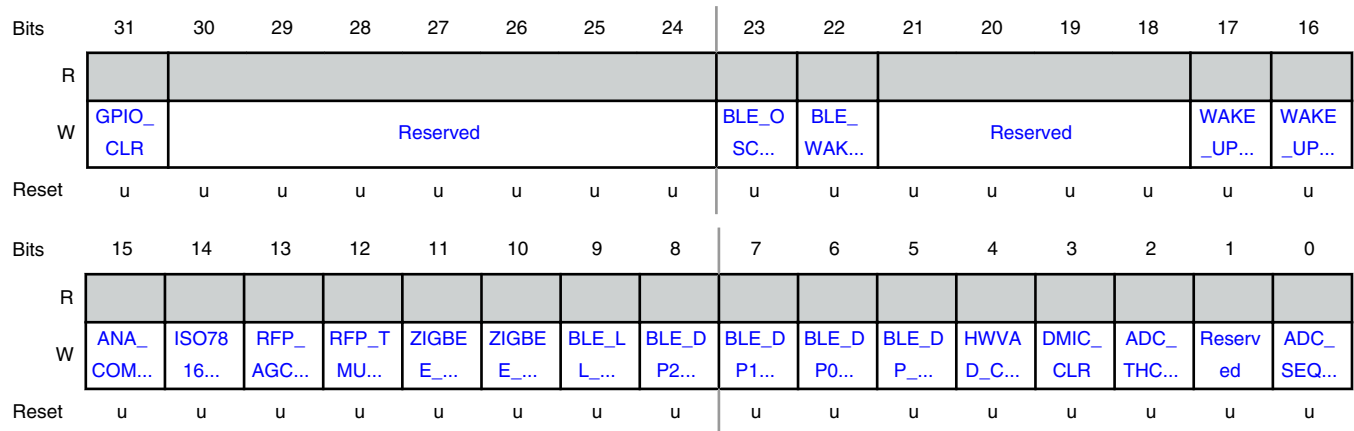 Bits 31 30 29 28 27 26 25 24 23 22 21 20 19 18 17 16
R
W GPIO_ CLR Reserved BLE_O SC... BLE_ WAK... Reserved WAKE _UP... WAKE _UP...
Reset u u u u u u u u u u u u u u u u
Bits 15 14 13 12 11 10 9 8 7 6 5 4 3 2 1 0
R
W ANA_ COM... ISO78 16... RFP_ AGC... RFP_T MU... ZIGBE E_... ZIGBE E_... BLE_L L_... BLE_D P2... BLE_D P1... BLE_D P0... BLE_D P_... HWVA D_C... DMIC_ CLR ADC_ THC... Reserv ed ADC_ SEQ...
Reset u u u u u u u u u u u u u u u u